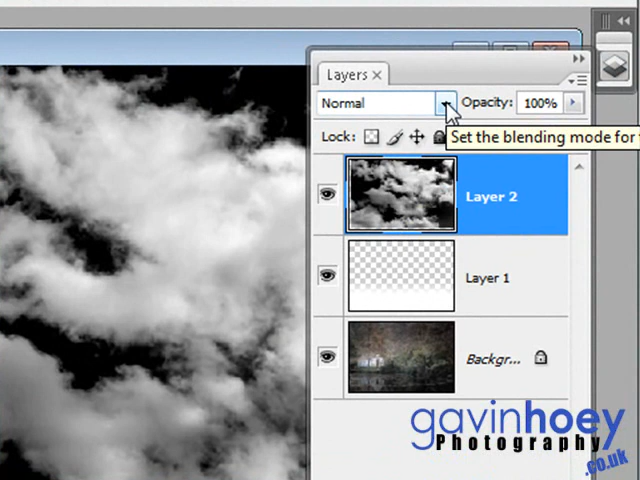 Layers ×
Normal
Opacity: 100%
Lock:
Set the blending mode for
Layer 2
Layer 1
Backgr...
gavinhoey
Photography
.co.uk